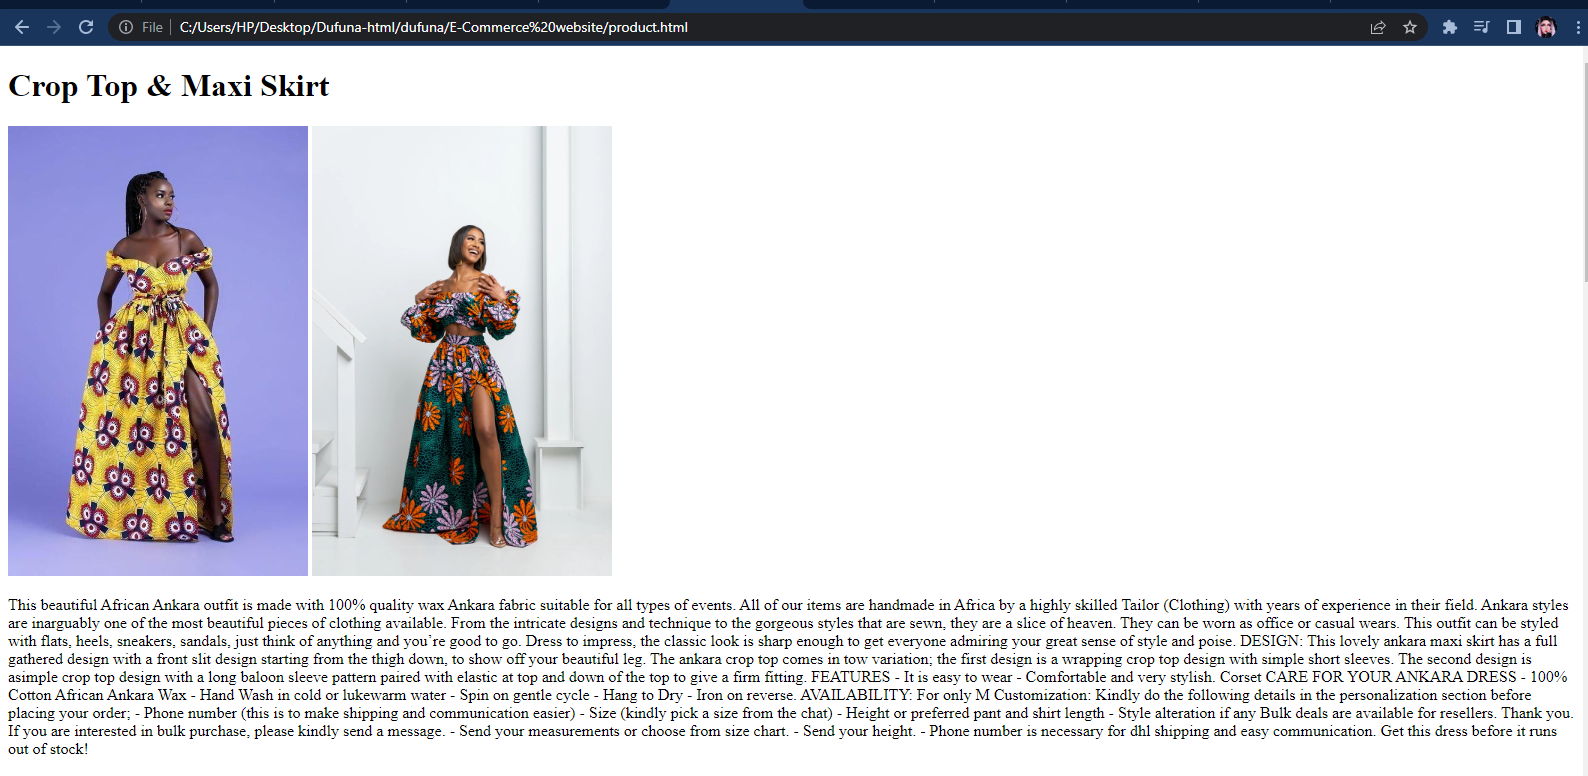 File
C:/Users/HP/Desktop/Dufuna-html/dufuna/E-Commerce%20website/product.html
Crop Top & Maxi Skirt
This beautiful African Ankara outfit is made with 100% quality wax Ankara fabric suitable for all types of events. All of our items are handmade in Africa by a highly skilled Tailor (Clothing) with years of experience in their field. Ankara styles
are inarguably one of the most beautiful pieces of clothing available. From the intricate designs and technique to the gorgeous styles that are sewn, they are a slice of heaven. They can be worn as office or casual wears. This outfit can be styled
with flats, heels, sneakers, sandals, just think of anything and you’re good to go. Dress to impress, the classic look is sharp enough to get everyone admiring your great sense of style and poise. DESIGN: This lovely ankara maxi skirt has a full
gathered design with a front slit design starting from the thigh down, to show off your beautiful leg. The ankara crop top comes in tow variation; the first design is a wrapping crop top design with simple short sleeves. The second design is
asimple crop top design with a long baloon sleeve pattern paired with elastic at top and down of the top to give a firm fitting. FEATURES - It is easy to wear - Comfortable and very stylish. Corset CARE FOR YOUR ANKARA DRESS - 100%
Cotton African Ankara Wax - Hand Wash in cold or lukewarm water - Spin on gentle cycle - Hang to Dry - Iron on reverse. AVAILABILITY: For only M Customization: Kindly do the following details in the personalization section before
placing your order; - Phone number (this is to make shipping and communication easier) - Size (kindly pick a size from the chat) - Height or preferred pant and shirt length - Style alteration if any Bulk deals are available for resellers. Thank you.
If you are interested in bulk purchase, please kindly send a message. - Send your measurements or choose from size chart. - Send your height. - Phone number is necessary for dhl shipping and easy communication. Get this dress before it runs
out of stock!